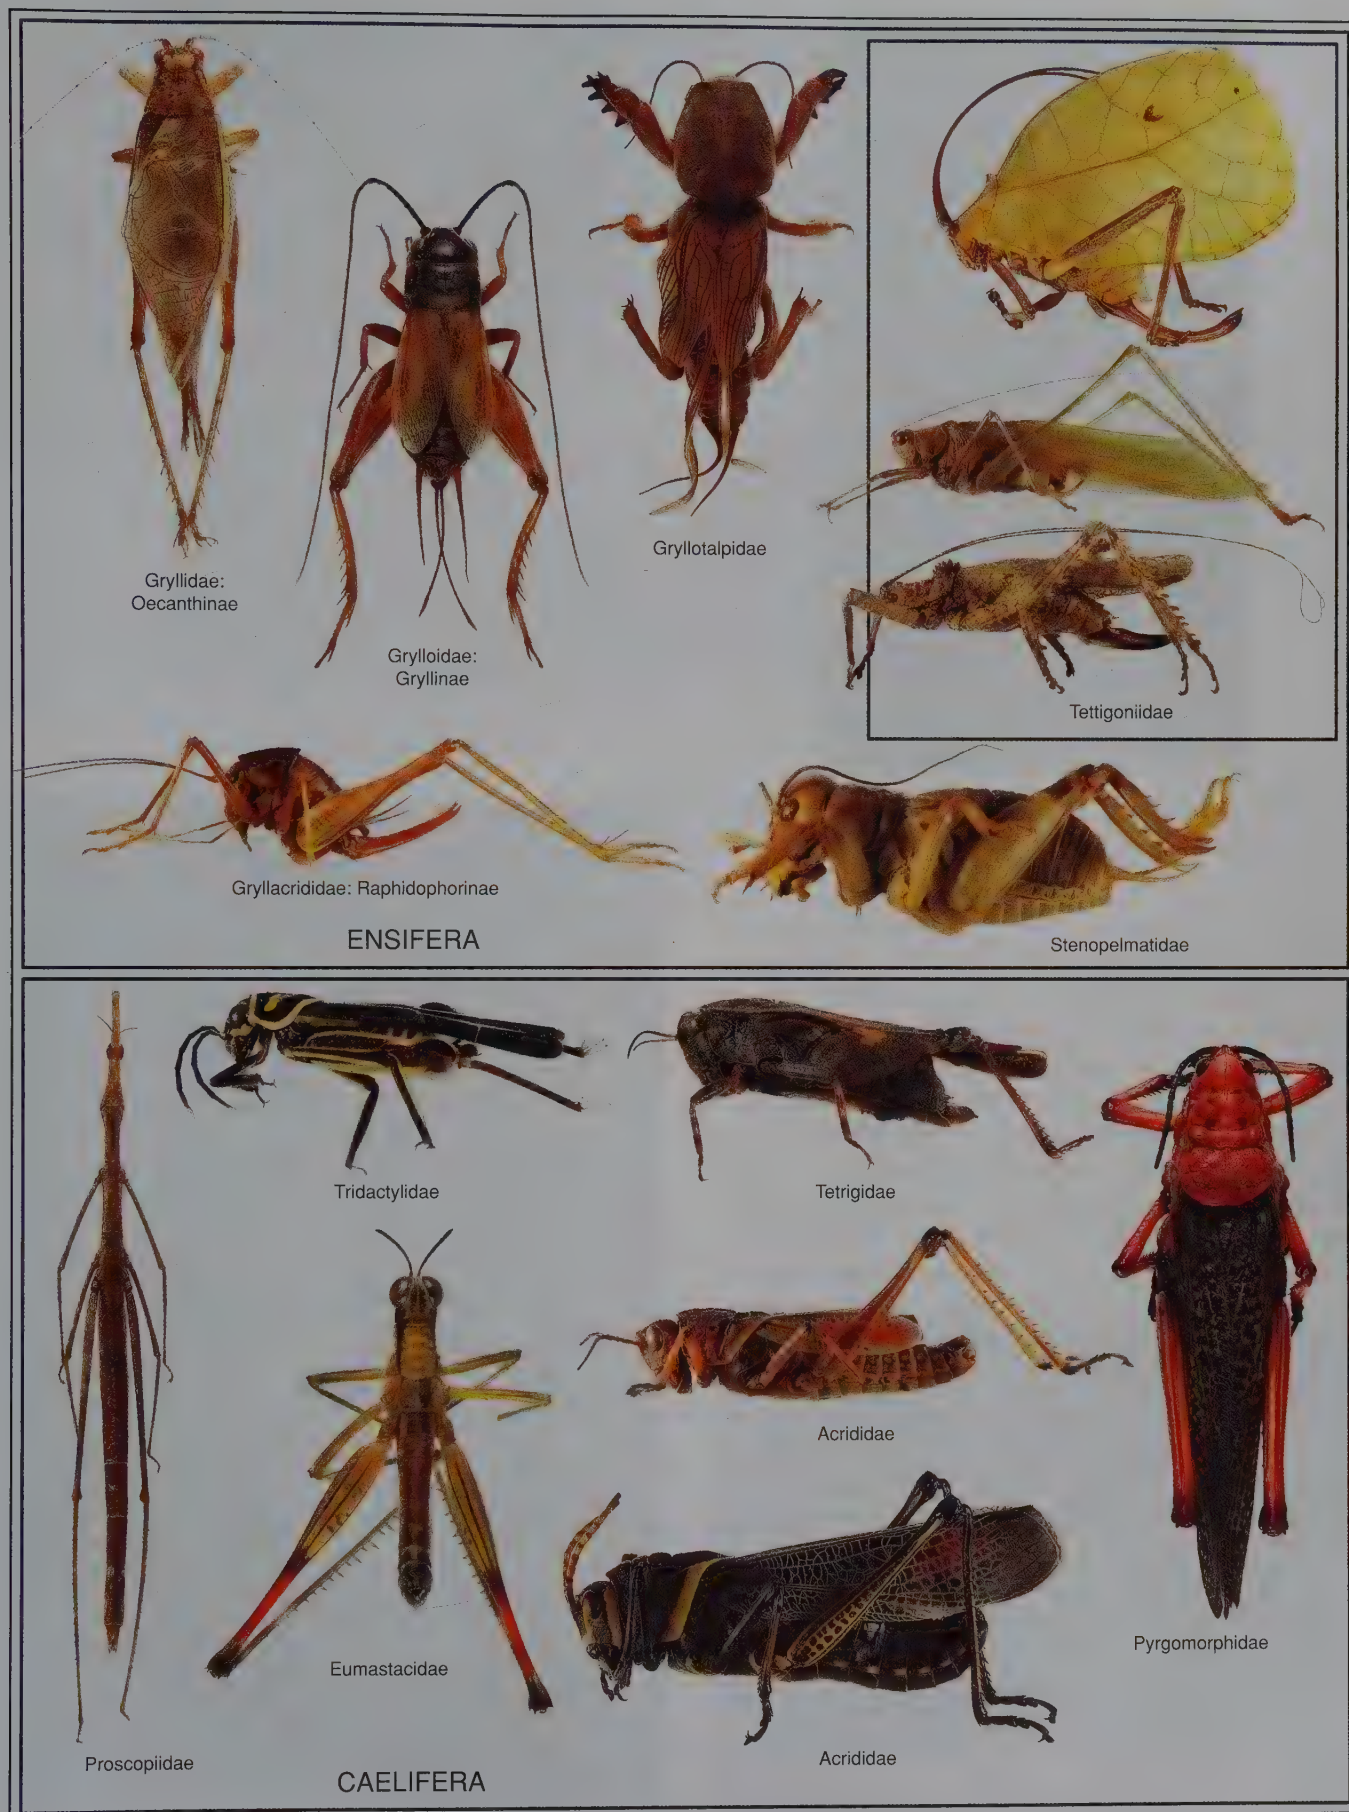 Gryllidae:
Oecanthinae
Grylloidae:
Gryllinae
Gryllotalpidae
Tettigoniidae
Gryllacrididae: Raphidophorinae
ENSIFERA
Stenopelmatidae
Tridactylidae
Tetrigidae
Acrididae
Pyrgomorphidae
Eumastacidae
Acrididae
Proscopiidae
CAELIFERA